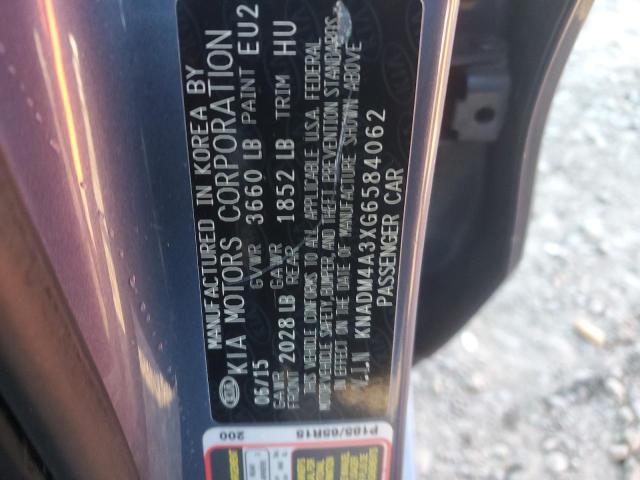 MANUFACTURED IN KOREA BY
KIA KIA MOTORS CORPORATION
06/15 GVWR 3660 LB PAINT EU2
GAWR FRONT 2028 LB GAWR REAR 1852 LB TRIM HU
THIS VEHICLE CONFORMS TO ALL APPLICABLE U.S.A. FEDERAL
MOTOR VEHICLE SAFETY, BUMPER, AND THEFT PREVENTION STANDARDS
IN EFFECT ON THE DATE OF MANUFACTURE SHOWN ABOVE
V.I.N KNADM4A3XG6584062
PASSENGER CAR
200
P185/65R15